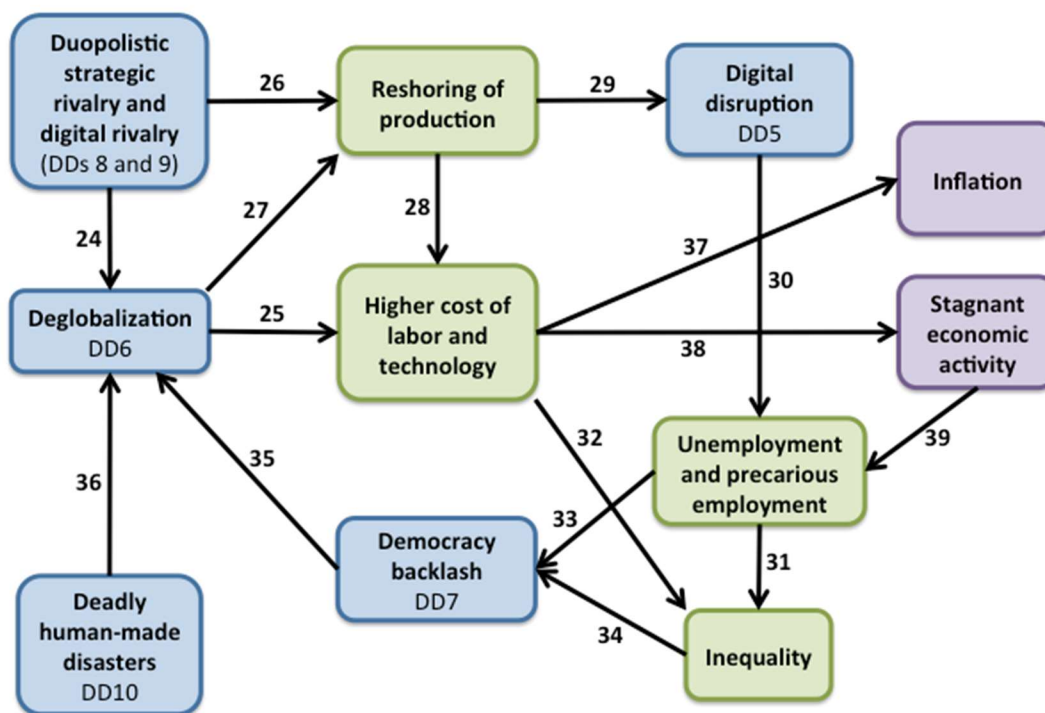 Duopolistic
strategic
rivalry and
digital rivalry
(DDs 8 and 9)
26
Reshoring of
production
29
Digital
disruption
DD5
Inflation
24
27
28
37
30
Deglobalization
DD6
25
Higher cost of
labor and
technology
38
Stagnant
economic
activity
39
36
35
32
Unemployment
and precarious
employment
33
31
Democracy
backlash
DD7
34
Inequality
Deadly
human-made
disasters
DD10